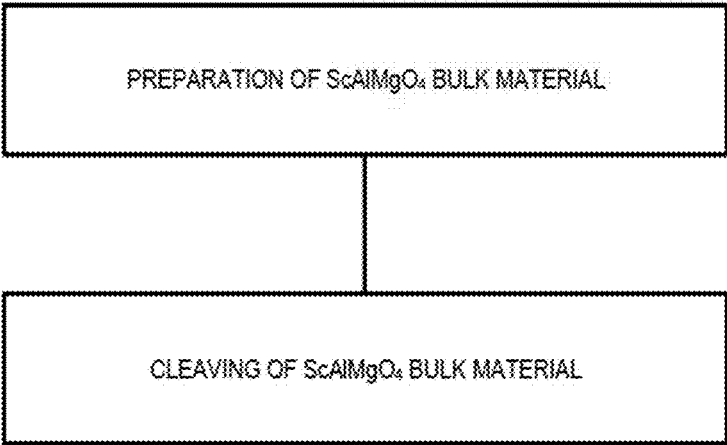 PREPARATION OF ScAlMgO₄ BULK MATERIAL
CLEAVING OF ScAlMgO₄ BULK MATERIAL